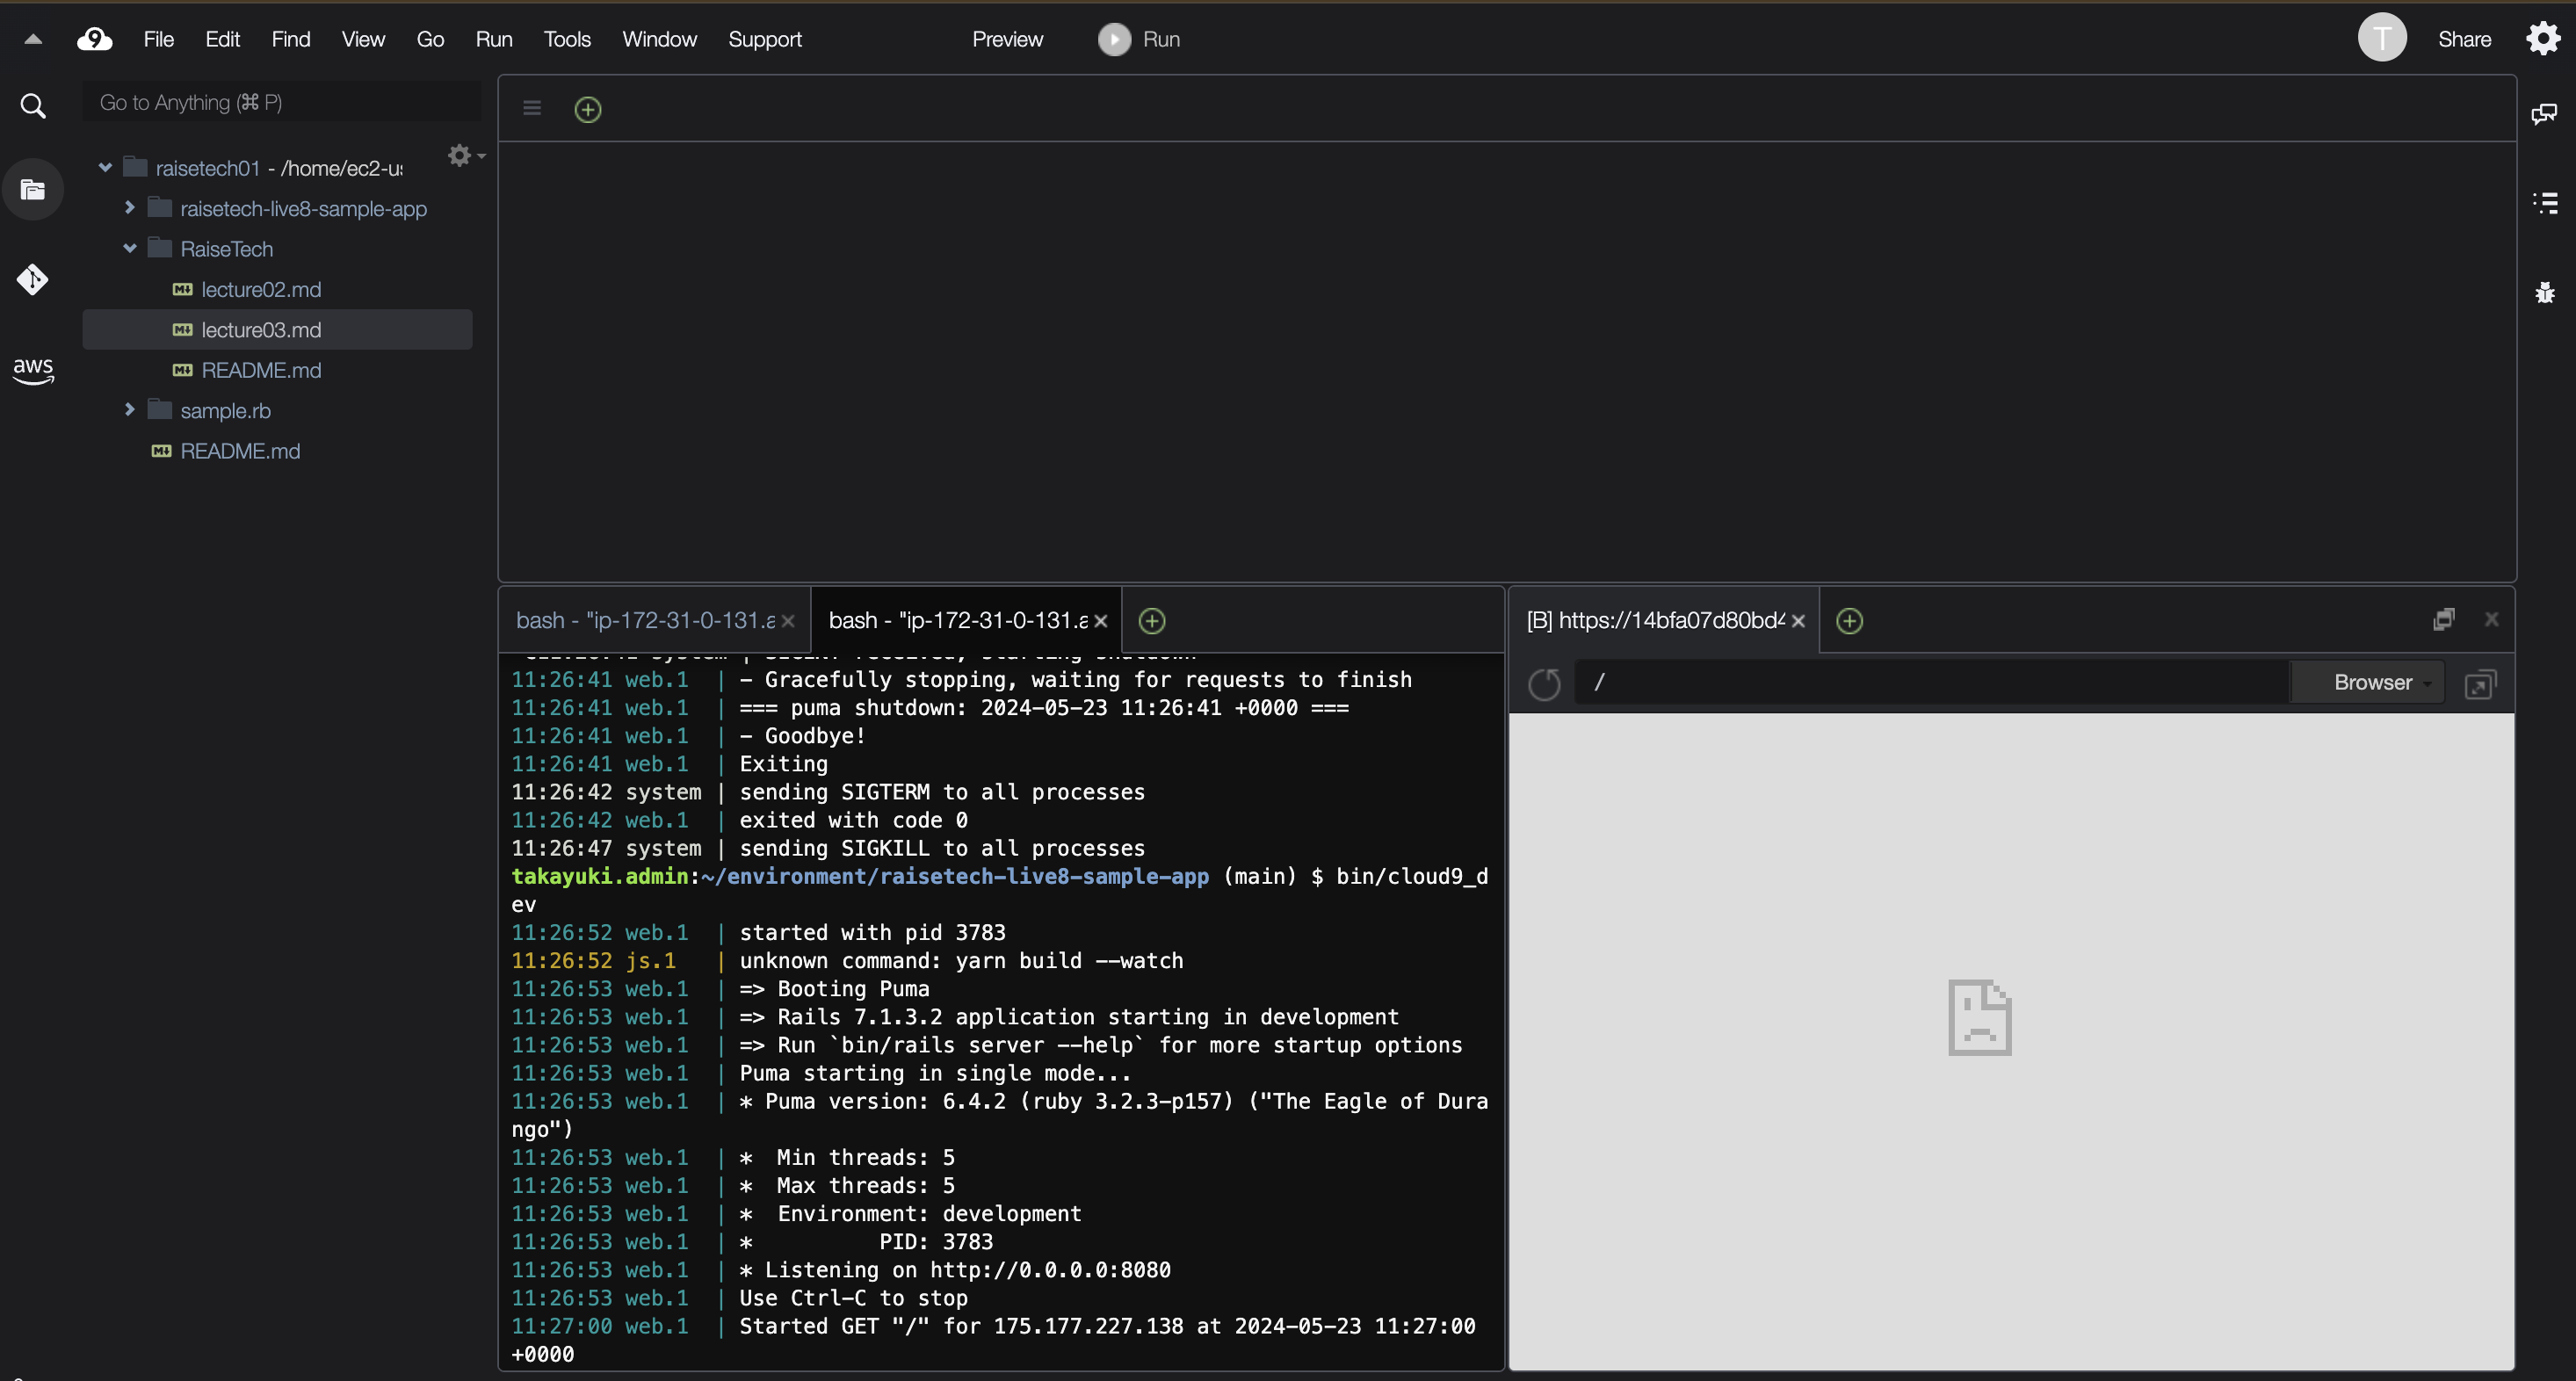 File Edit Find View Go Run Tools Window Support Preview Run T Share
Go to Anything (⌘ P)
raisetech01 - /home/ec2-us
raisetech-live8-sample-app
RaiseTech
lecture02.md
lecture03.md
README.md
sample.rb
README.md
aws
bash - "ip-172-31-0-131.a
bash - "ip-172-31-0-131.a
11:26:41 web.1 | - Gracefully stopping, waiting for requests to finish
11:26:41 web.1 | === puma shutdown: 2024-05-23 11:26:41 +0000 ===
11:26:41 web.1 | - Goodbye!
11:26:41 web.1 | Exiting
11:26:42 system | sending SIGTERM to all processes
11:26:42 web.1 | exited with code 0
11:26:47 system | sending SIGKILL to all processes
takayuki.admin:~/environment/raisetech-live8-sample-app (main) $ bin/cloud9_d
ev
11:26:52 web.1 | started with pid 3783
11:26:52 js.1 | unknown command: yarn build --watch
11:26:53 web.1 | => Booting Puma
11:26:53 web.1 | => Rails 7.1.3.2 application starting in development
11:26:53 web.1 | => Run `bin/rails server --help` for more startup options
11:26:53 web.1 | Puma starting in single mode...
11:26:53 web.1 | * Puma version: 6.4.2 (ruby 3.2.3-p157) ("The Eagle of Dura
ngo")
11:26:53 web.1 | * Min threads: 5
11:26:53 web.1 | * Max threads: 5
11:26:53 web.1 | * Environment: development
11:26:53 web.1 | * PID: 3783
11:26:53 web.1 | * Listening on http://0.0.0.0:8080
11:26:53 web.1 | Use Ctrl-C to stop
11:27:00 web.1 | Started GET "/" for 175.177.227.138 at 2024-05-23 11:27:00
+0000
[B] https://14bfa07d80bd4
/
Browser